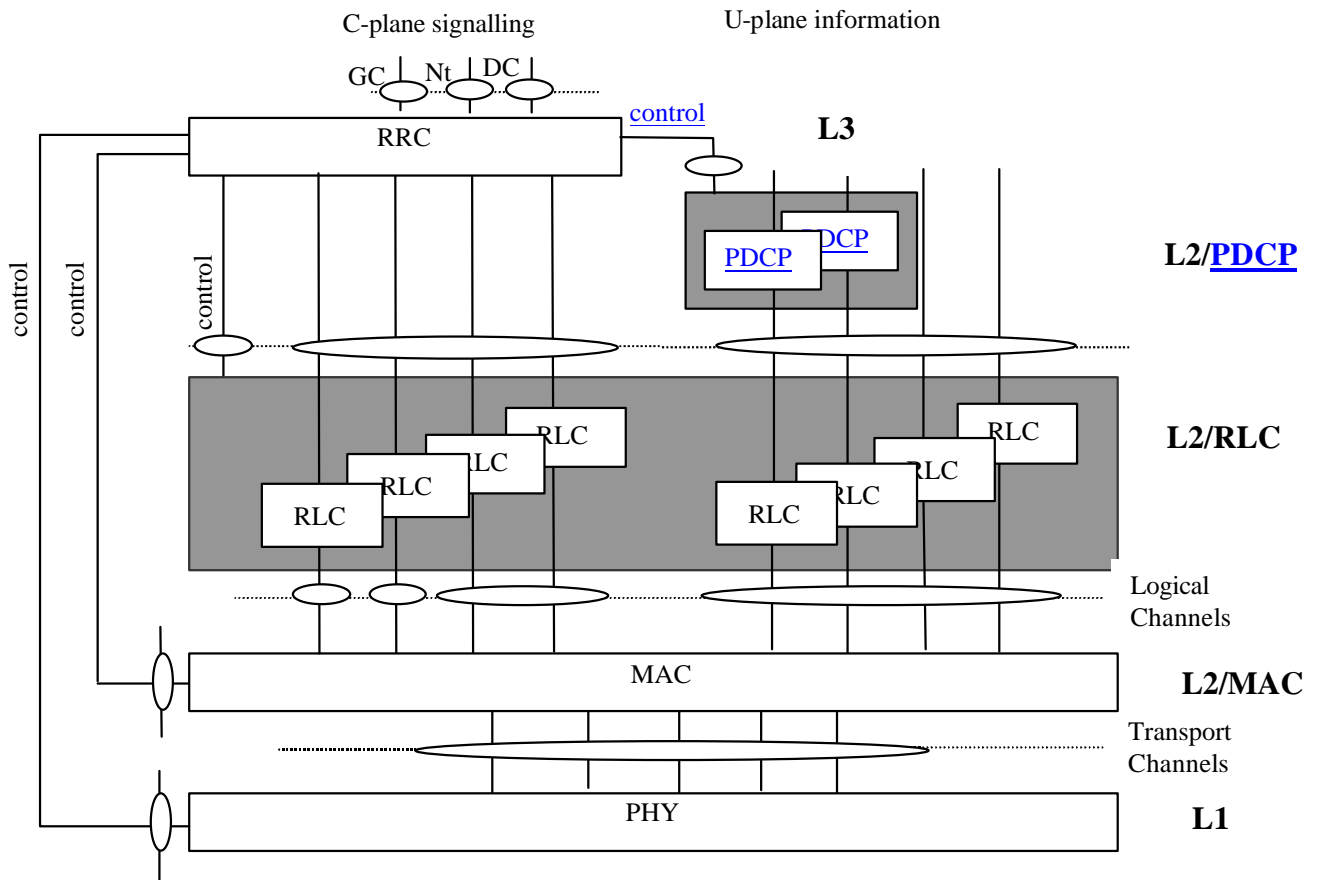 C-plane signalling
U-plane information
GC
Nt
DC
control
L3
RRC
PDCP
PDCP
L2/PDCP
control
control
control
RLC
RLC
RLC
RLC
RLC
RLC
RLC
RLC
L2/RLC
Logical
Channels
MAC
L2/MAC
Transport
Channels
PHY
L1